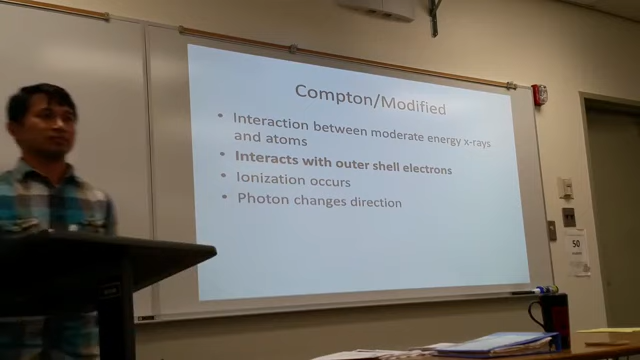 Compton/Modified
• Interaction between moderate energy x-rays
and atoms
• Interacts with outer shell electrons
• Ionization occurs
• Photon changes direction
50